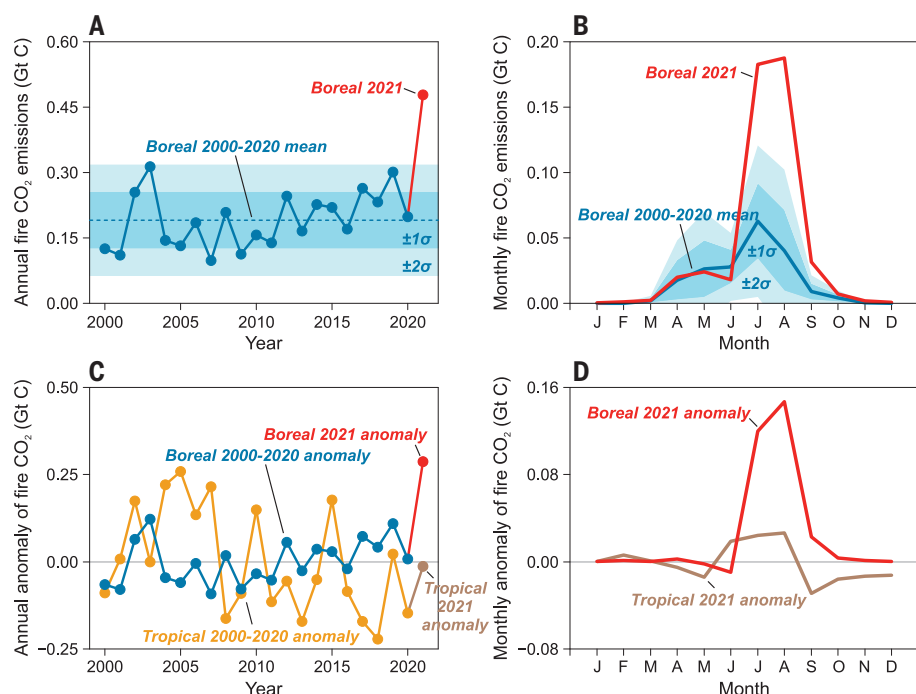 A
Annual fire CO₂ emissions (Gt C)
0.60
0.45
0.30
0.15
0.00
Boreal 2021
Boreal 2000-2020 mean
±1σ
±2σ
2000
2005
2010
2015
2020
Year
B
Monthly fire CO₂ emissions (Gt C)
0.20
0.15
0.10
0.05
0.00
Boreal 2021
Boreal 2000-2020 mean
±1σ
±2σ
J F M A M J J A S O N D
Month
C
Annual anomaly of fire CO₂ (Gt C)
0.50
0.25
0.00
−0.25
Boreal 2021 anomaly
Boreal 2000-2020 anomaly
Tropical 2000-2020 anomaly
Tropical
2021
anomaly
2000
2005
2010
2015
2020
Year
D
Monthly anomaly of fire CO₂ (Gt C)
0.16
0.08
0.00
−0.08
Boreal 2021 anomaly
Tropical 2021 anomaly
J F M A M J J A S O N D
Month